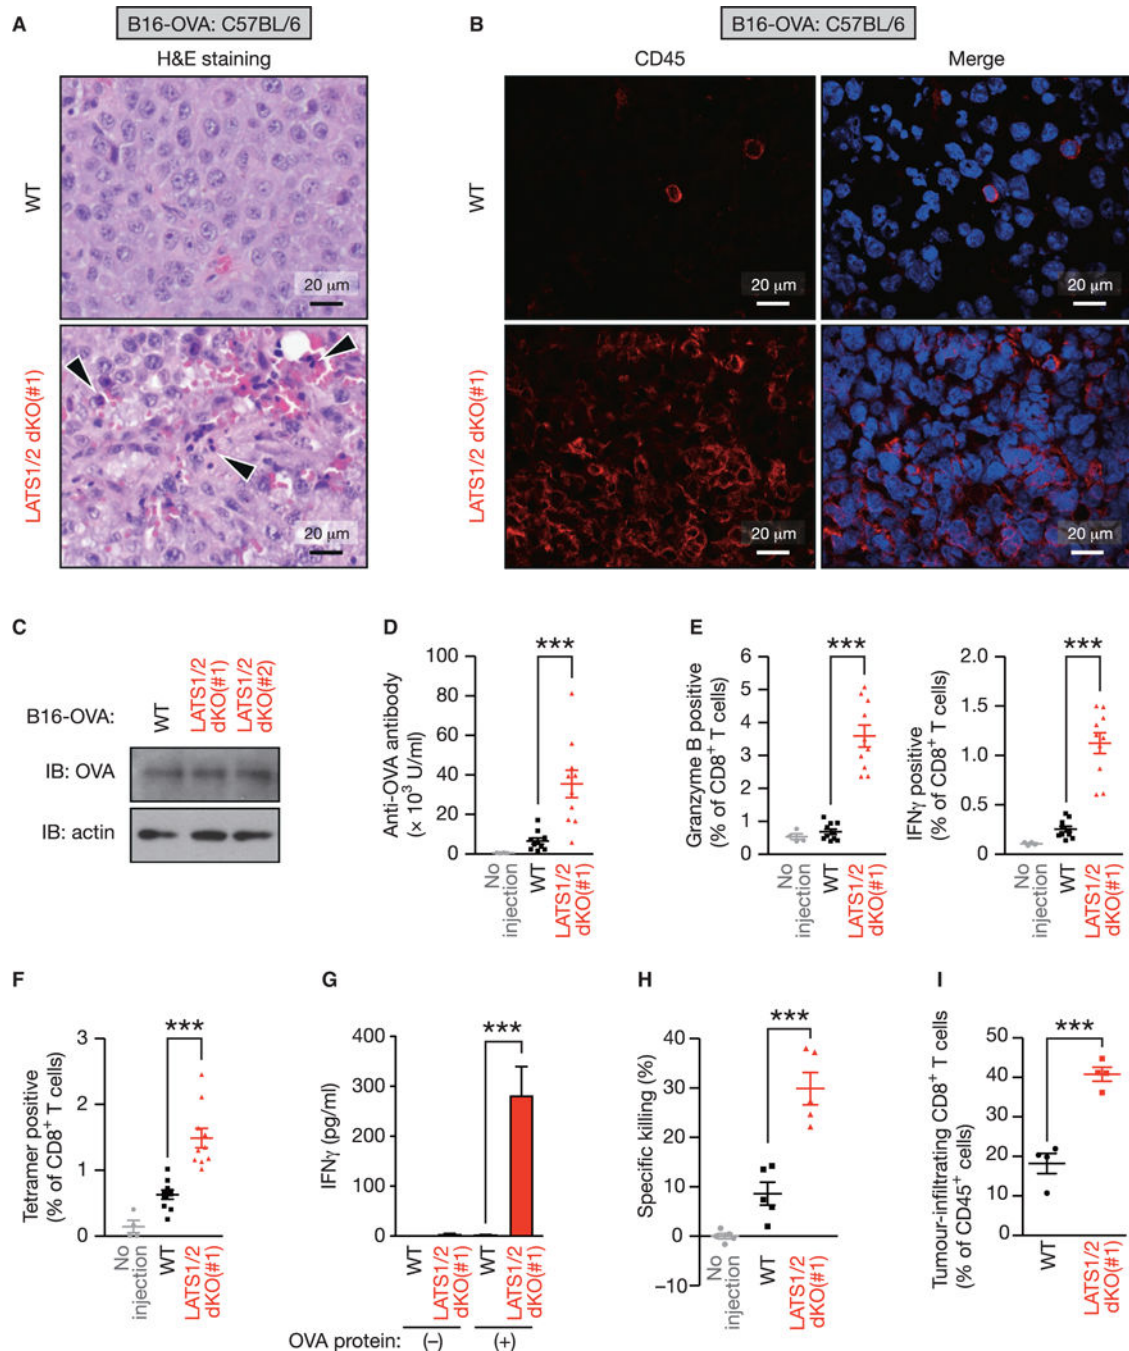 A
B16-OVA: C57BL/6
H&E staining
WT
20 µm
LATS1/2 dKO(#1)
20 µm
B
B16-OVA: C57BL/6
CD45
Merge
WT
20 µm
20 µm
LATS1/2 dKO(#1)
20 µm
20 µm
C
B16-OVA:
WT
LATS1/2
dKO(#1)
LATS1/2
dKO(#2)
IB: OVA
IB: actin
D
***
Anti-OVA antibody
(× 10³ U/ml)
100
80
60
40
20
0
No
injection
WT
LATS1/2
dKO(#1)
E
***
Granzyme B positive
(% of CD8⁺ T cells)
6
5
4
3
2
1
0
No
injection
WT
LATS1/2
dKO(#1)
***
IFNγ positive
(% of CD8⁺ T cells)
2.0
1.5
1.0
0.5
0
No
injection
WT
LATS1/2
dKO(#1)
F
***
Tetramer positive
(% of CD8⁺ T cells)
3
2
1
0
No
injection
WT
LATS1/2
dKO(#1)
G
***
IFNγ (pg/ml)
400
300
200
100
0
WT
LATS1/2
dKO(#1)
WT
LATS1/2
dKO(#1)
OVA protein: (–) (+)
H
***
Specific killing (%)
40
30
20
10
0
–10
No
injection
WT
LATS1/2
dKO(#1)
I
***
Tumour-infiltrating CD8⁺ T cells
(% of CD45⁺ cells)
50
40
30
20
10
0
WT
LATS1/2
dKO(#1)